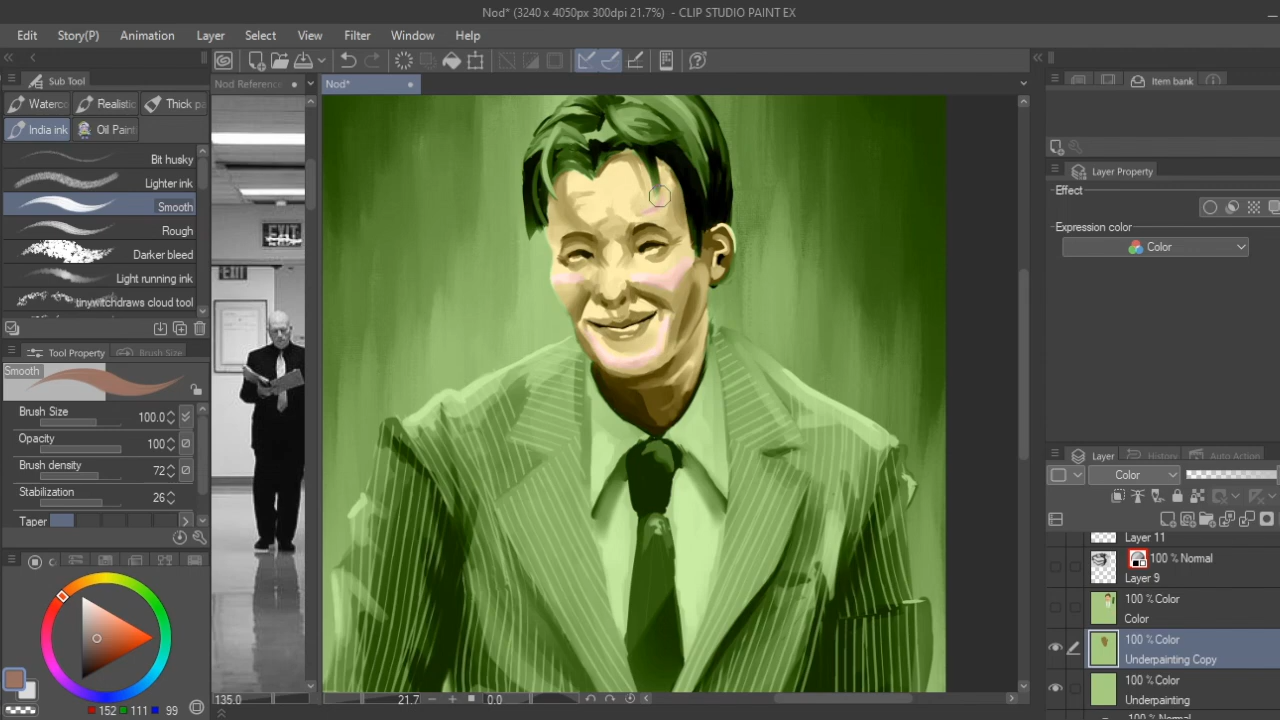 Nod* (3240 x 4050px 300dpi 21.7%) - CLIP STUDIO PAINT EX
Edit Story(P) Animation Layer Select View Filter Window Help
Sub Tool
Nod Reference
Nod*
Item bank
Waterc Realistic Thick pa
India ink Oil Paint
Bit husky
Lighter ink
Smooth
Rough
Darker bleed
Light running ink
tinywitchdraws cloud tool
EXIT
EXIT
Layer Property
Effect
Expression color
Color
Tool Property Brush Size
Smooth
Brush Size 100.0
Opacity 100
Brush density 72
Stabilization 26
Taper
Layer History Auto Action
Color
Layer 11
100 % Normal
Layer 9
100 % Color
Color
100 % Color
Underpainting Copy
100 % Color
Underpainting
100 % Normal
135.0 21.7 0.0
152 111 99